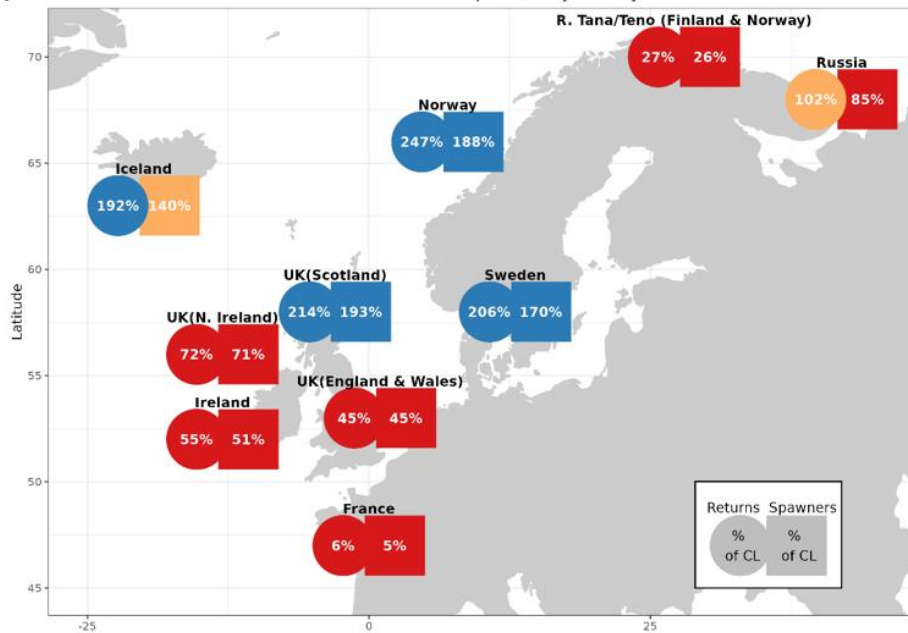 R. Tana/Teno (Finland & Norway)
27% 26%
Russia
102% 85%
Norway
247% 188%
Iceland
192% 140%
UK(Scotland)
214% 193%
Sweden
206% 170%
UK(N. Ireland)
72% 71%
UK(England & Wales)
45% 45%
Ireland
55% 51%
France
6% 5%
Returns Spawners
% %
of CL of CL
Latitude
70
65
60
55
50
45
-25 0 25